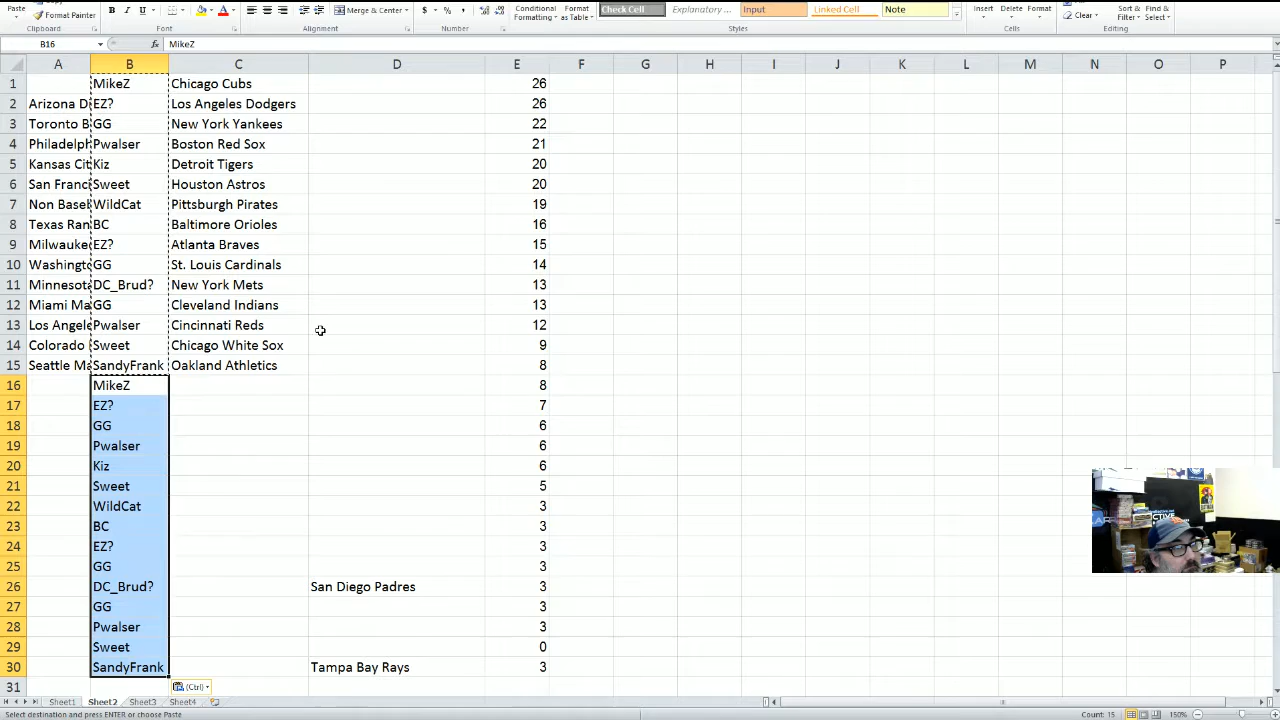 Paste
Format Painter
B I U
Merge & Center
$ % ,
Conditional Formatting
Format as Table
Check Cell
Explanatory ...
Input
Linked Cell
Note
Insert Delete Format
Clear
Sort & Filter
Find & Select
Clipboard
Font
Alignment
Number
Styles
Cells
Editing
B16 fx MikeZ
A B C D E F G H I J K L M N O P
1 MikeZ Chicago Cubs 26
2 Arizona D EZ? Los Angeles Dodgers 26
3 Toronto B GG New York Yankees 22
4 Philadelph Pwalser Boston Red Sox 21
5 Kansas Cit Kiz Detroit Tigers 20
6 San Franc Sweet Houston Astros 20
7 Non Baseb WildCat Pittsburgh Pirates 19
8 Texas Ran BC Baltimore Orioles 16
9 Milwauke EZ? Atlanta Braves 15
10 Washingto GG St. Louis Cardinals 14
11 Minnesota DC_Brud? New York Mets 13
12 Miami Ma GG Cleveland Indians 13
13 Los Angele Pwalser Cincinnati Reds 12
14 Colorado Sweet Chicago White Sox 9
15 Seattle Ma SandyFrank Oakland Athletics 8
16 MikeZ 8
17 EZ? 7
18 GG 6
19 Pwalser 6
20 Kiz 6
21 Sweet 5
22 WildCat 3
23 BC 3
24 EZ? 3
25 GG 3
26 DC_Brud? San Diego Padres 3
27 GG 3
28 Pwalser 3
29 Sweet 0
30 SandyFrank Tampa Bay Rays 3
31
(Ctrl)
Sheet1 Sheet2 Sheet3 Sheet4
Select destination and press ENTER or choose Paste
Count: 15
150%